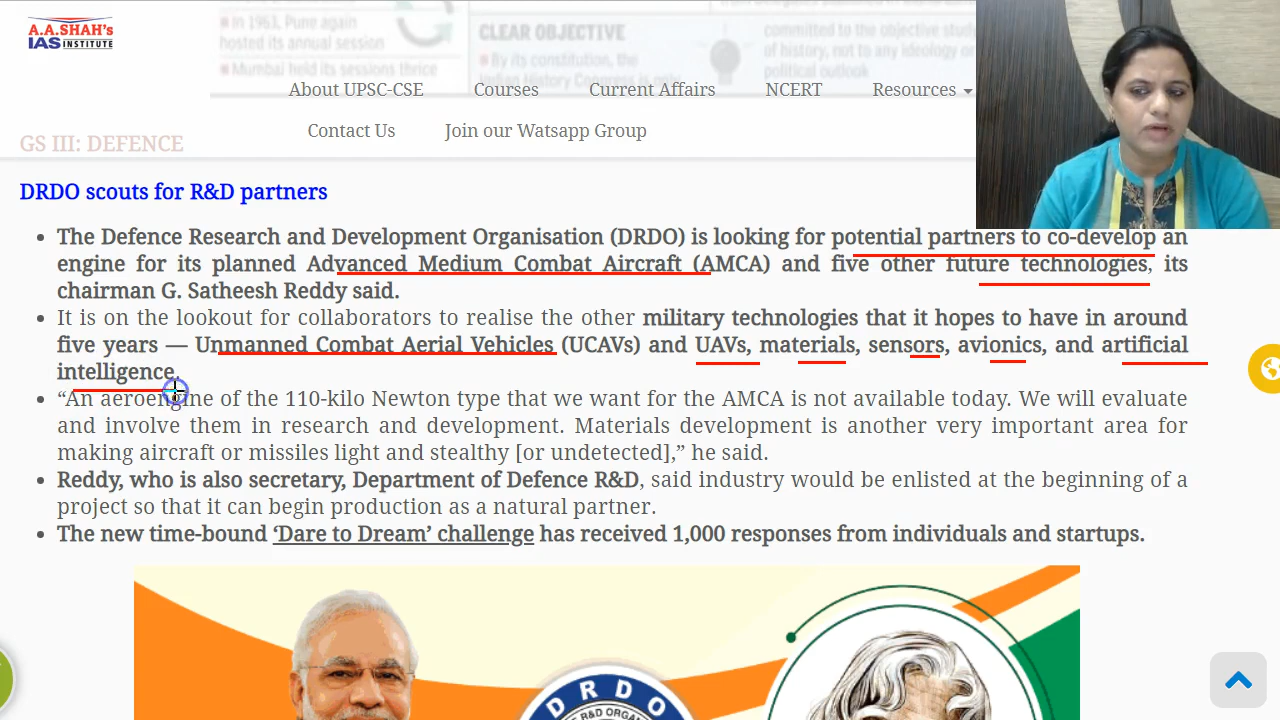 A.A.SHAH's
IAS INSTITUTE
In 1963, Pune again
hosted its annual session
Mumbai held its sessions thrice
CLEAR OBJECTIVE
By its constitution, the
Indian History Congress is only
committed to the objective study
of history, not to any ideology or
political outlook
About UPSC-CSE Courses Current Affairs NCERT Resources
Contact Us Join our Watsapp Group
GS III: DEFENCE
DRDO scouts for R&D partners
The Defence Research and Development Organisation (DRDO) is looking for potential partners to co-develop an
engine for its planned Advanced Medium Combat Aircraft (AMCA) and five other future technologies, its
chairman G. Satheesh Reddy said.
It is on the lookout for collaborators to realise the other military technologies that it hopes to have in around
five years — Unmanned Combat Aerial Vehicles (UCAVs) and UAVs, materials, sensors, avionics, and artificial
intelligence.
“An aeroengine of the 110-kilo Newton type that we want for the AMCA is not available today. We will evaluate
and involve them in research and development. Materials development is another very important area for
making aircraft or missiles light and stealthy [or undetected],” he said.
Reddy, who is also secretary, Department of Defence R&D, said industry would be enlisted at the beginning of a
project so that it can begin production as a natural partner.
The new time-bound ‘Dare to Dream’ challenge has received 1,000 responses from individuals and startups.
DRDO